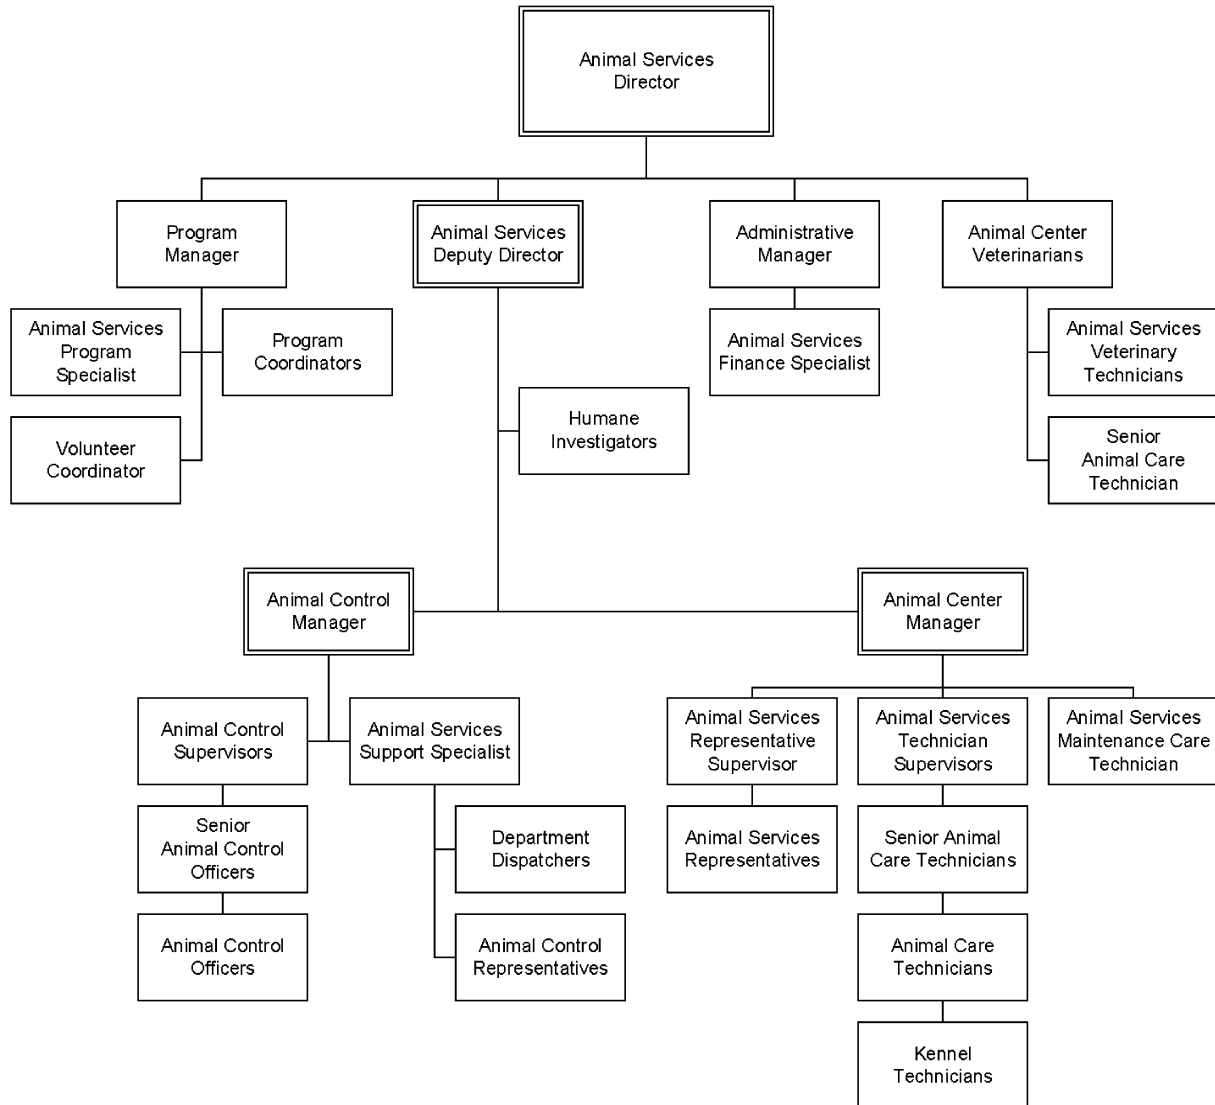 Animal Services
Director
Program
Manager
Animal Services
Deputy Director
Administrative
Manager
Animal Center
Veterinarians
Animal Services
Program
Specialist
Program
Coordinators
Animal Services
Finance Specialist
Animal Services
Veterinary
Technicians
Volunteer
Coordinator
Humane
Investigators
Senior
Animal Care
Technician
Animal Control
Manager
Animal Center
Manager
Animal Control
Supervisors
Animal Services
Support Specialist
Animal Services
Representative
Supervisor
Animal Services
Technician
Supervisors
Animal Services
Maintenance Care
Technician
Senior
Animal Control
Officers
Department
Dispatchers
Animal Services
Representatives
Senior Animal
Care Technicians
Animal Control
Officers
Animal Control
Representatives
Animal Care
Technicians
Kennel
Technicians